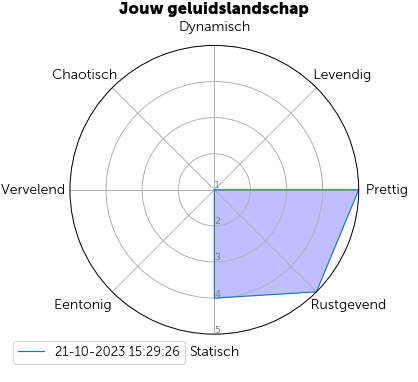 Jouw geluidslandschap
Dynamisch
Chaotisch
Levendig
Vervelend
1
Prettig
2
3
4
Eentonig
Rustgevend
5
21-10-2023 15:29:26
Statisch